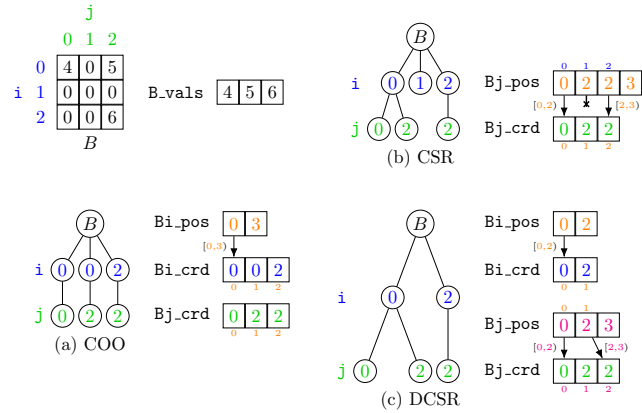 j
0 1 2
0 4 0 5
i 1 0 0 0
2 0 0 6
B
B_vals 4 5 6
B
i 0 1 2
j 0 2 2
(b) CSR
0 1 2
Bj_pos 0 2 2 3
[0,2) × [2,3)
Bj_crd 0 2 2
0 1 2
B
i 0 0 2
j 0 2 2
(a) COO
Bi_pos 0 3
[0,3)
Bi_crd 0 0 2
0 1 2
Bj_crd 0 2 2
0 1 2
B
i 0 2
j 0 2 2
(c) DCSR
Bi_pos 0 2
[0,2)
Bi_crd 0 2
0 1
0 1
Bj_pos 0 2 3
[0,2) [2,3)
Bj_crd 0 2 2
0 1 2